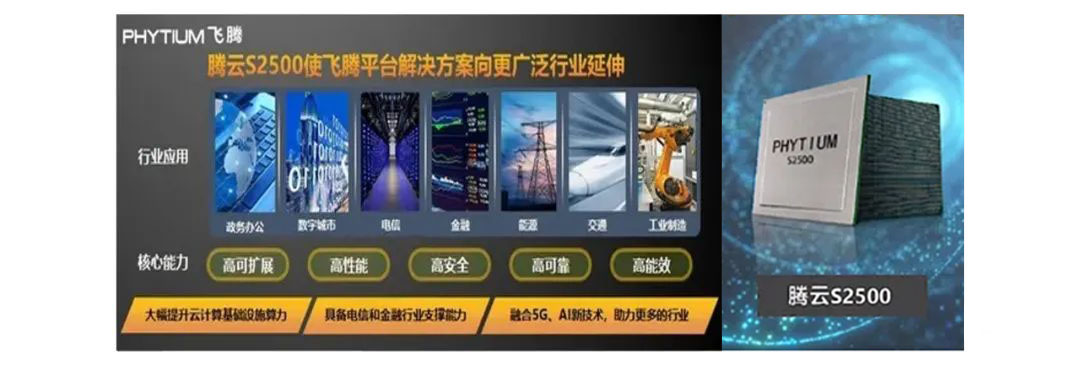 PHYTIUM飞腾
腾云S2500使飞腾平台解决方案向更广泛行业延伸
行业应用
政务办公
数字城市
电信
金融
能源
交通
工业制造
核心能力
高可扩展
高性能
高安全
高可靠
高能效
大幅提升云计算基础设施算力
具备电信和金融行业支撑能力
融合5G、AI新技术，助力更多的行业
PHYTIUM
S2500
腾云S2500